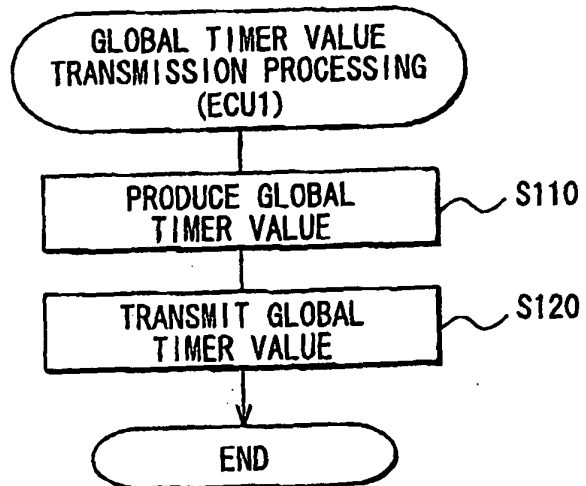 GLOBAL TIMER VALUE
TRANSMISSION PROCESSING
(ECU1)
PRODUCE GLOBAL
TIMER VALUE
S110
TRANSMIT GLOBAL
TIMER VALUE
S120
END